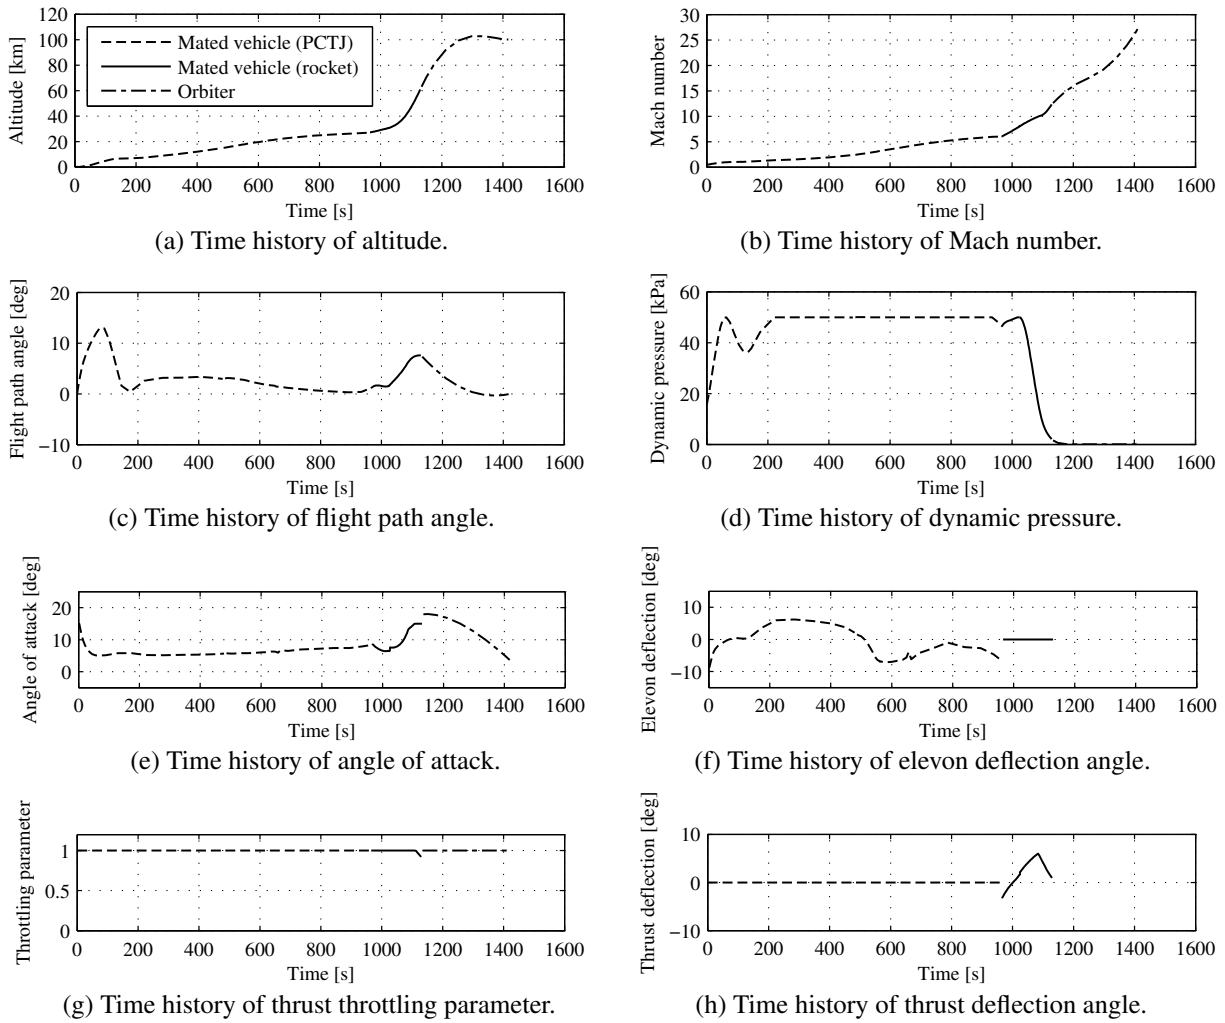 120
100
80
60
40
20
0
Altitude [km]
Mated vehicle (PCTJ)
Mated vehicle (rocket)
Orbiter
0 200 400 600 800 1000 1200 1400 1600
Time [s]
(a) Time history of altitude.
30
25
20
15
10
5
0
Mach number
0 200 400 600 800 1000 1200 1400 1600
Time [s]
(b) Time history of Mach number.
20
10
0
−10
Flight path angle [deg]
0 200 400 600 800 1000 1200 1400 1600
Time [s]
(c) Time history of flight path angle.
60
40
20
0
Dynamic pressure [kPa]
0 200 400 600 800 1000 1200 1400 1600
Time [s]
(d) Time history of dynamic pressure.
20
10
0
Angle of attack [deg]
0 200 400 600 800 1000 1200 1400 1600
Time [s]
(e) Time history of angle of attack.
10
0
−10
Elevon deflection [deg]
0 200 400 600 800 1000 1200 1400 1600
Time [s]
(f) Time history of elevon deflection angle.
1
0.5
0
Throttling parameter
0 200 400 600 800 1000 1200 1400 1600
Time [s]
(g) Time history of thrust throttling parameter.
10
0
−10
Thrust deflection [deg]
0 200 400 600 800 1000 1200 1400 1600
Time [s]
(h) Time history of thrust deflection angle.